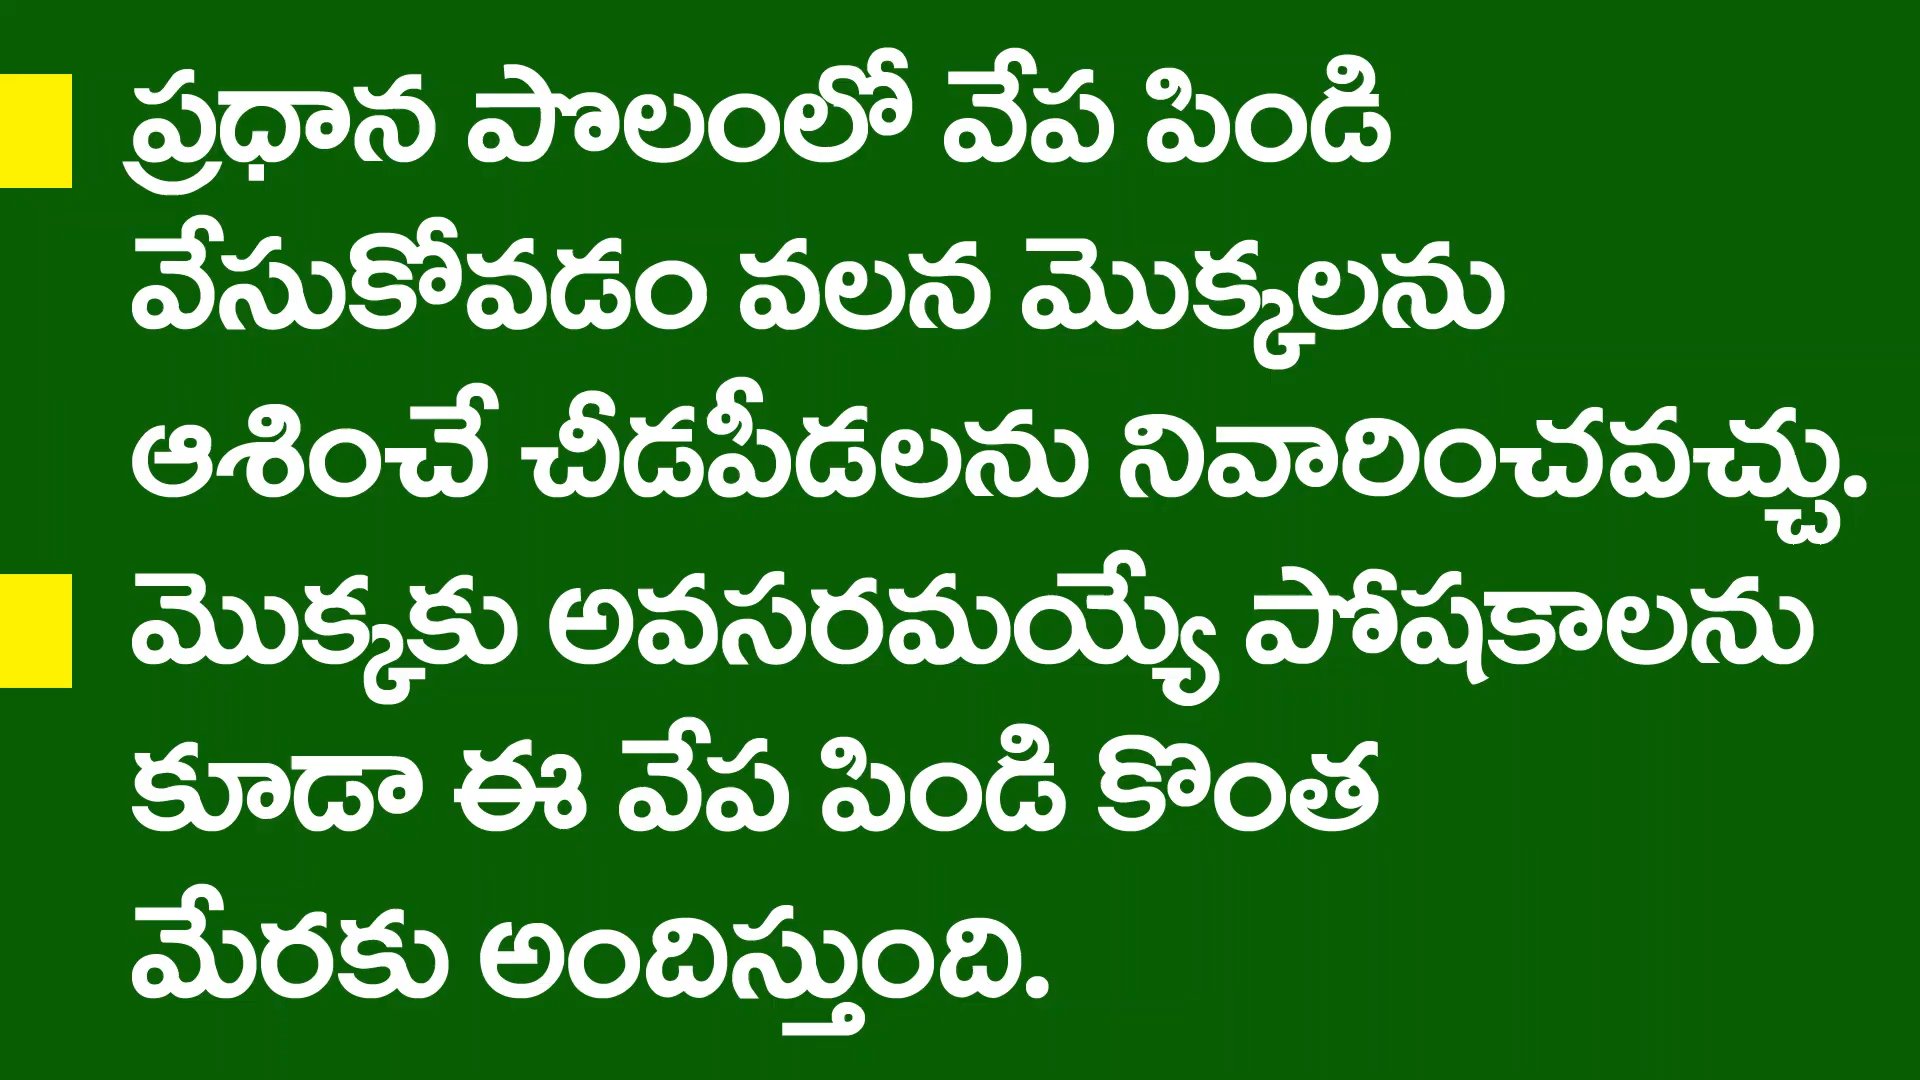 ప్రధాన పొలంలో వేప పిండి
వేసుకోవడం వలన మొక్కలను
ఆశించే చీడపీడలను నివారించవచ్చు.
మొక్కకు అవసరమయ్యే పోషకాలను
కూడా ఈ వేప పిండి కొంత
మేరకు అందిస్తుంది.